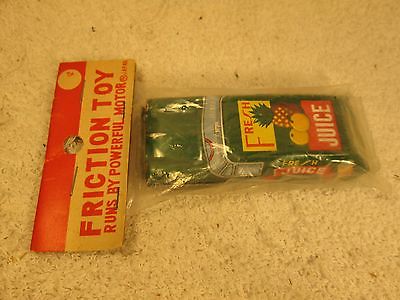 FRICTION TOY
RUNS BY POWERFUL MOTOR®
FRESH
JUICE
FRESH
JUICE